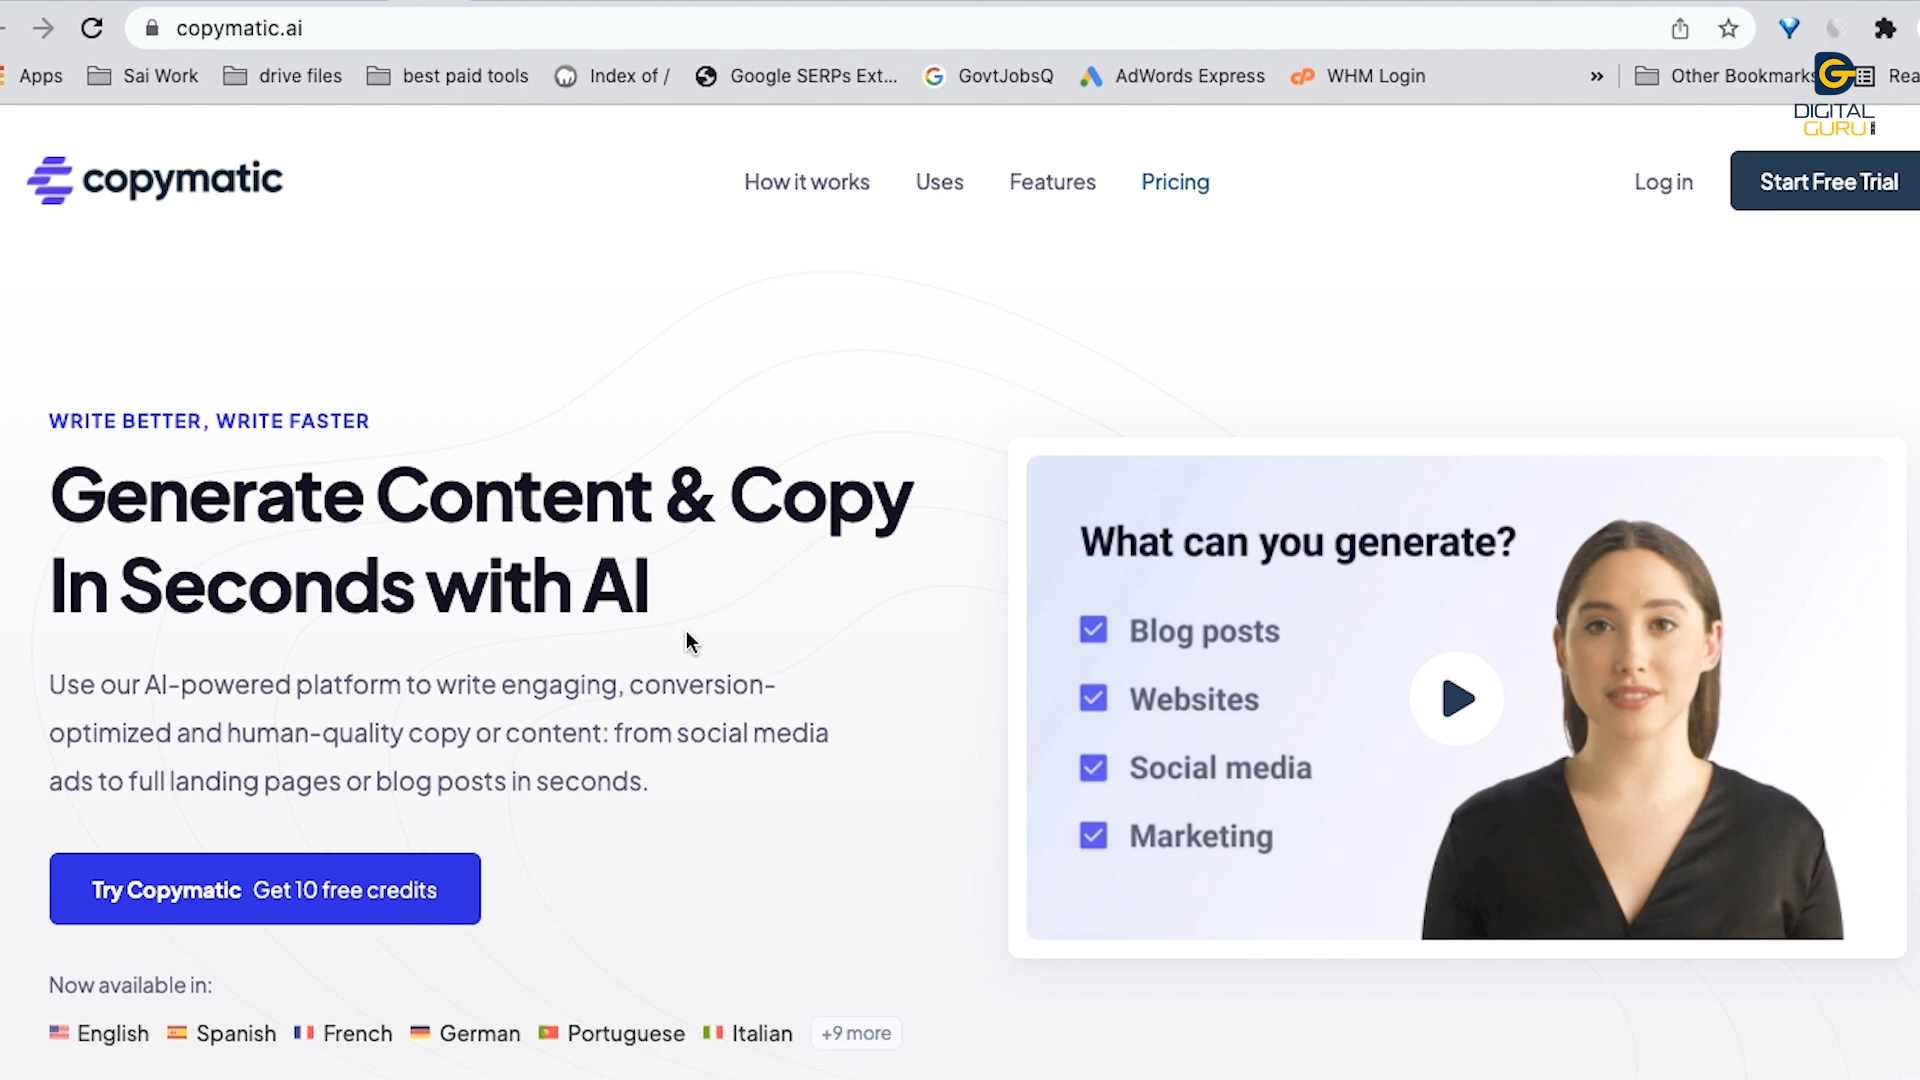 copymatic.ai
Apps Sai Work drive files best paid tools Index of / Google SERPs Ext... GovtJobsQ AdWords Express WHM Login » Other Bookmarks Rea
DIGITAL
GURU
copymatic
How it works Uses Features Pricing Log in Start Free Trial
WRITE BETTER, WRITE FASTER
Generate Content & Copy
In Seconds with AI
Use our AI-powered platform to write engaging, conversion-
optimized and human-quality copy or content: from social media
ads to full landing pages or blog posts in seconds.
Try Copymatic Get 10 free credits
Now available in:
English Spanish French German Portuguese Italian +9 more
What can you generate?
Blog posts
Websites
Social media
Marketing